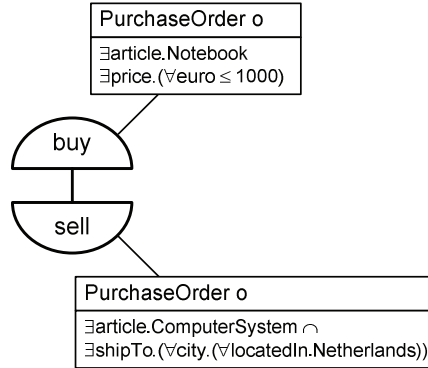 PurchaseOrder o
∃article.Notebook
∃price.(∀euro ≤ 1000)
buy
sell
PurchaseOrder o
∃article.ComputerSystem ∩
∃shipTo.(∀city.(∀locatedIn.Netherlands))